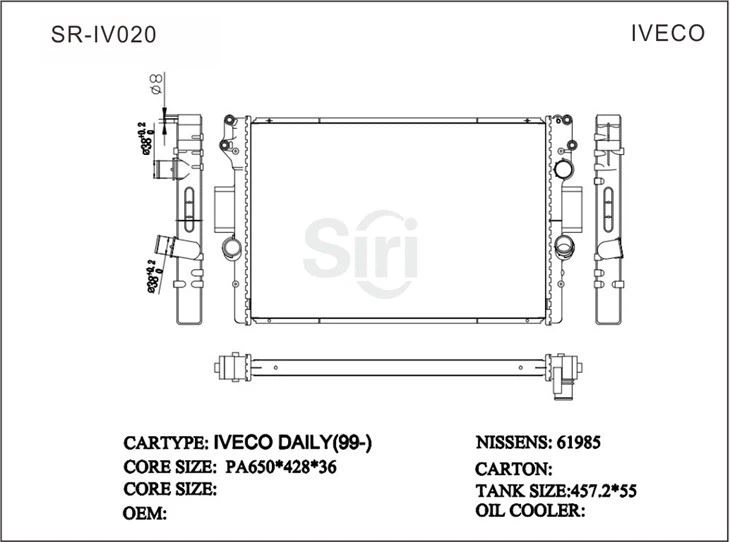 SR-IV020
IVECO
ø8
ø38+0.2 0
Siri
ø38+0.2 0
CARTYPE: IVECO DAILY(99-)
NISSENS: 61985
CORE SIZE: PA650*428*36
CARTON:
CORE SIZE:
TANK SIZE:457.2*55
OEM:
OIL COOLER: